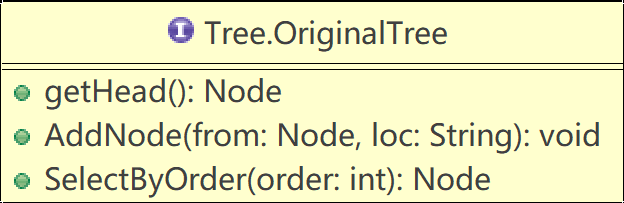 I Tree.OriginalTree
getHead(): Node
AddNode(from: Node, loc: String): void
SelectByOrder(order: int): Node